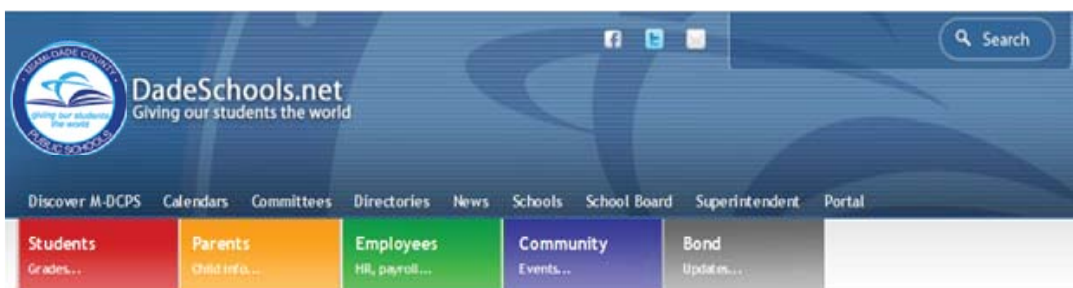 Search
MIAMI-DADE COUNTY
giving our students
the world
PUBLIC SCHOOLS
DadeSchools.net
Giving our students the world
Discover M-DCPS Calendars Committees Directories News Schools School Board Superintendent Portal
Students Parents Employees Community Bond
Grades... Child info... HR, payroll... Events... Updates...